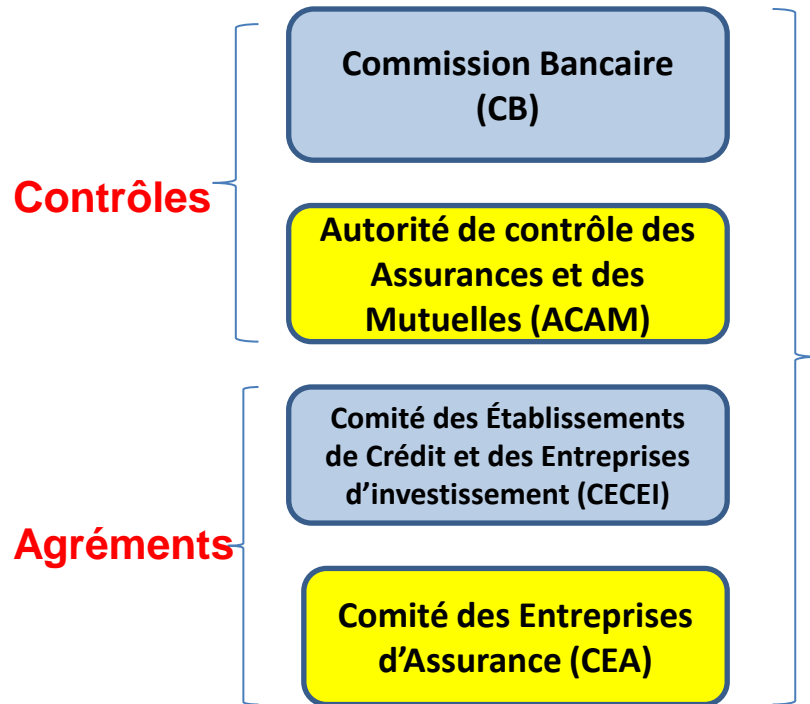 Contrôles
Commission Bancaire
(CB)
Autorité de contrôle des
Assurances et des
Mutuelles (ACAM)
Agréments
Comité des Établissements
de Crédit et des Entreprises
d’investissement (CECEI)
Comité des Entreprises
d’Assurance (CEA)